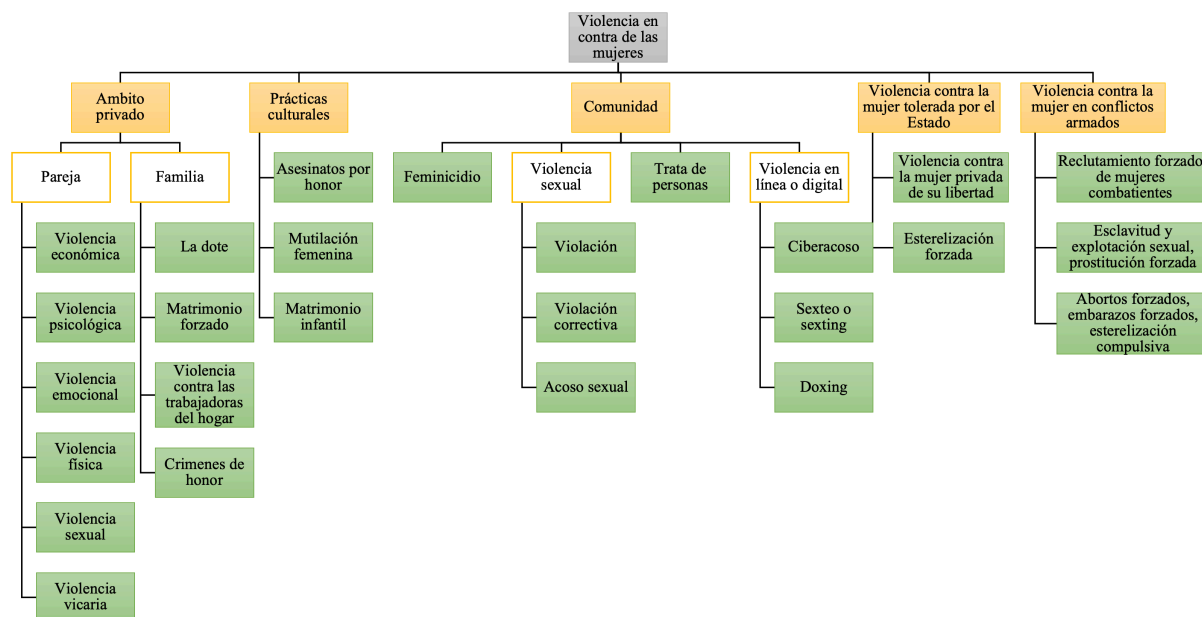 Violencia en
contra de las
mujeres
Ambito
privado
Prácticas
culturales
Comunidad
Violencia contra la
mujer tolerada por el
Estado
Violencia contra la
mujer en conflictos
armados
Pareja
Familia
Asesinatos por
honor
Feminicidio
Violencia
sexual
Trata de
personas
Violencia en
línea o digital
Violencia contra
la mujer privada
de su libertad
Reclutamiento forzado
de mujeres
combatientes
Violencia
económica
La dote
Mutilación
femenina
Violación
Ciberacoso
Esterelización
forzada
Esclavitud y
explotación sexual,
prostitución forzada
Violencia
psicológica
Matrimonio
forzado
Matrimonio
infantil
Violación
correctiva
Sexteo o
sexting
Abortos forzados,
embarazos forzados,
esterelización
compulsiva
Violencia
emocional
Violencia
contra las
trabajadoras
del hogar
Acoso sexual
Doxing
Violencia
física
Crimenes de
honor
Violencia
sexual
Violencia
vicaria